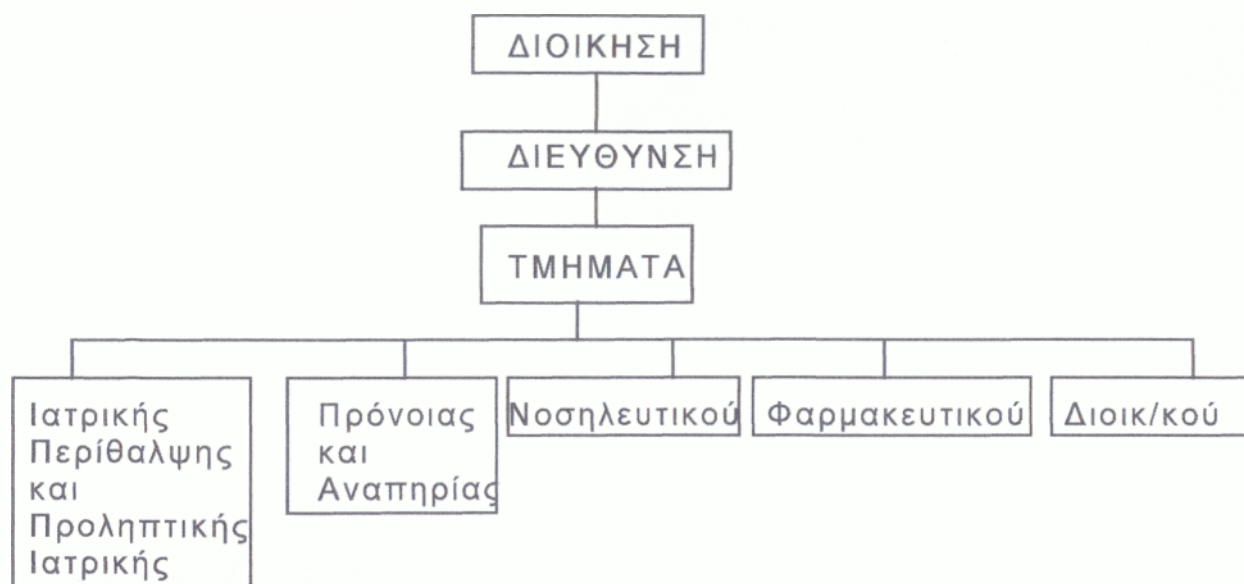 ΔΙΟΙΚΗΣΗ
ΔΙΕΥΘΥΝΣΗ
ΤΜΗΜΑΤΑ
Ιατρικής
Περίθαλψης
και
Προληπτικής
Ιατρικής
Πρόνοιας
και
Αναπηρίας
Νοσηλευτικού
Φαρμακευτικού
Διοικ/κού